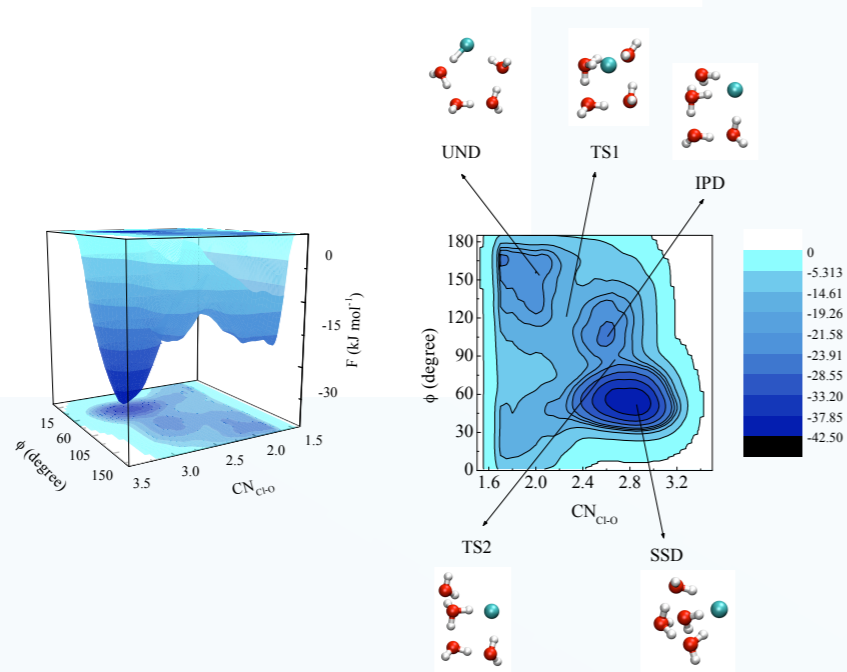 UND
TS1
IPD
0
-15
-30
F (kJ mol⁻¹)
15
60
105
150
ϕ (degree)
3.5
3.0
2.5
2.0
1.5
CN_Cl-O
180
150
120
90
60
30
0
ϕ (degree)
1.6 2.0 2.4 2.8 3.2
CN_Cl-O
0
-5.313
-14.61
-19.26
-21.58
-23.91
-28.55
-33.20
-37.85
-42.50
TS2
SSD